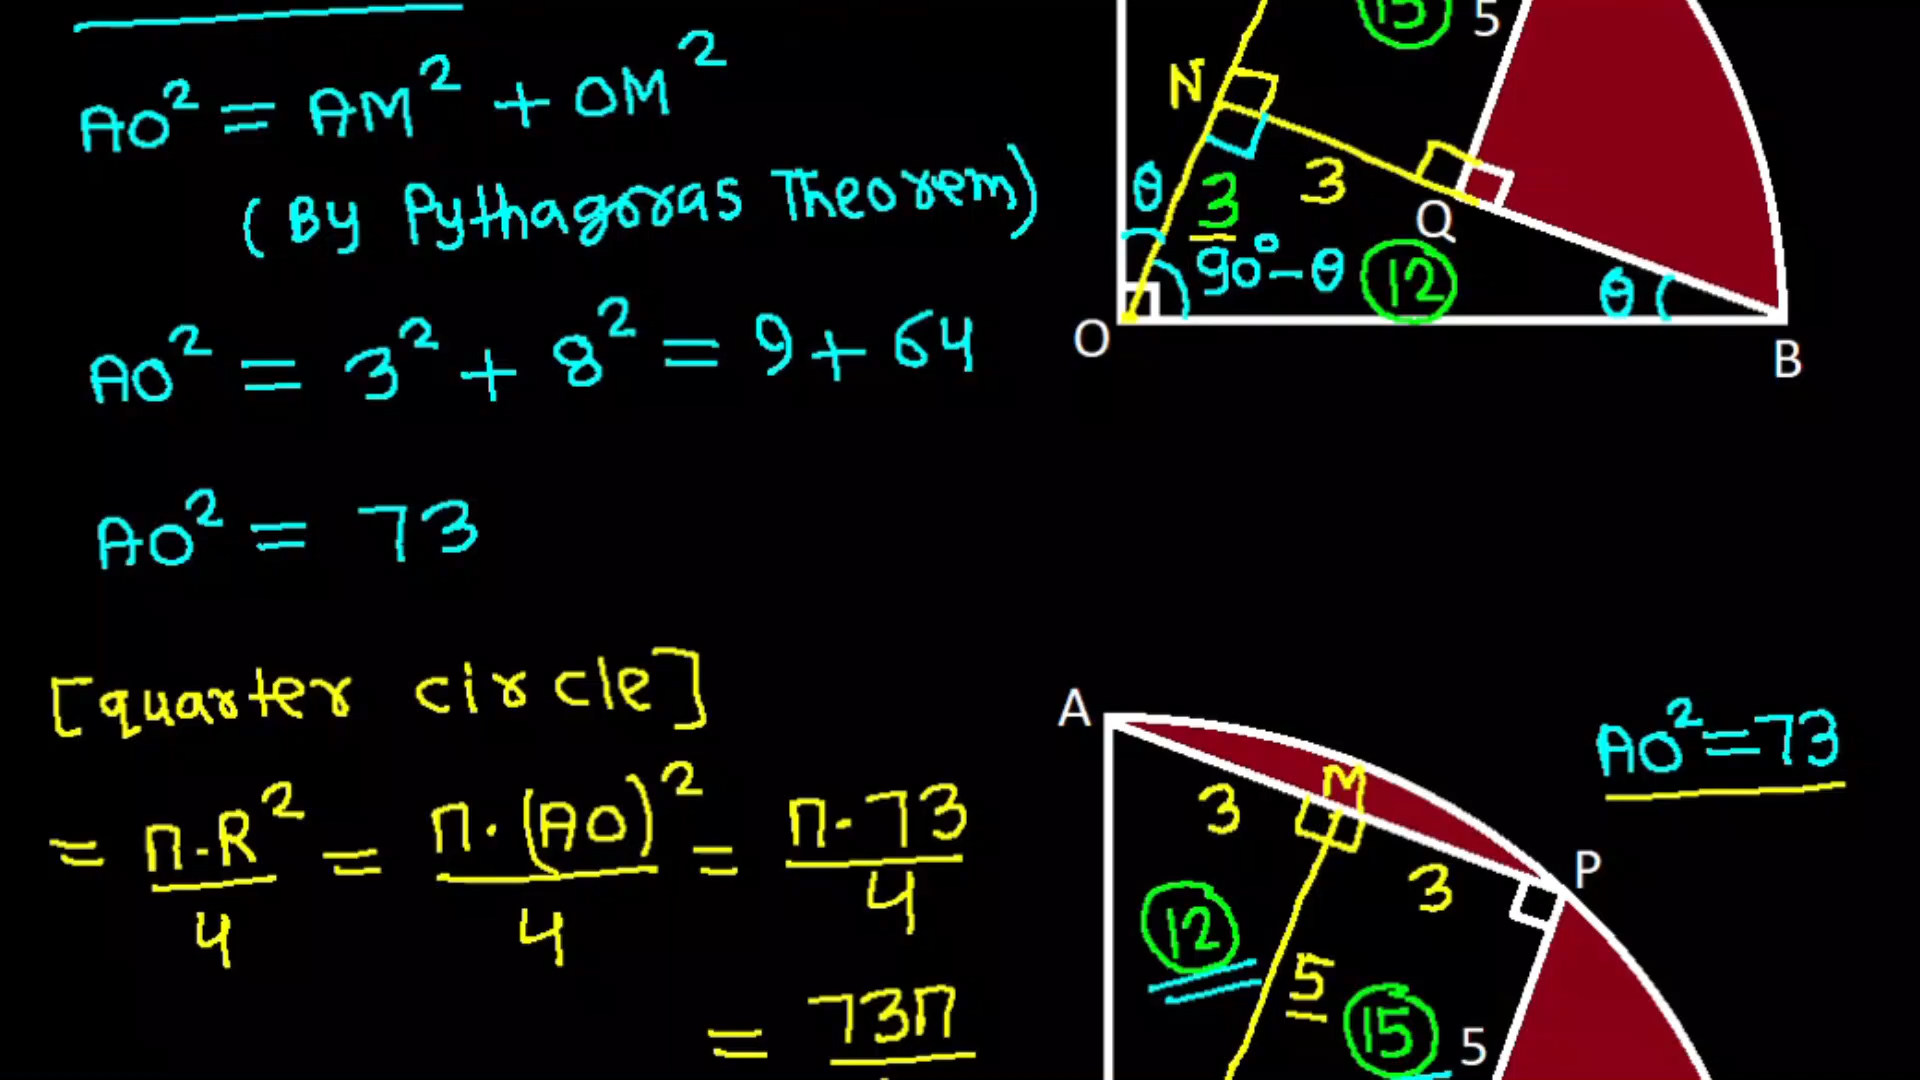 AO² = AM² + OM²
(By Pythagoras Theorem)
AO² = 3² + 8² = 9 + 64
AO² = 73
[quarter circle]
= π·R²/4 = π·(AO)²/4 = π·73/4
= 73π
15 5
N
θ 3 3
Q
90° - θ 12 θ
O
B
A
AO² = 73
M
3
P
3
12
5
15 5